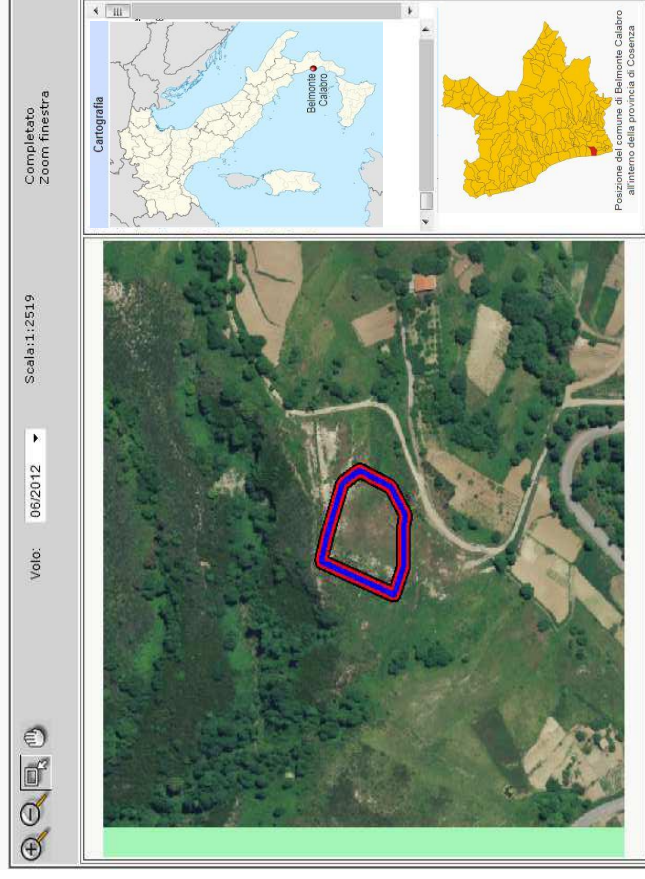 Volo:
06/2012
Scala:1:2519
Completato
Zoom finestra
Cartografia
Belmonte
Calabro
Posizione del comune di Belmonte Calabro
all'interno della provincia di Cosenza